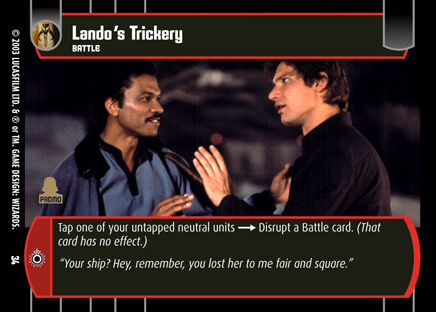 Lando's Trickery
BATTLE
© 2003 LUCASFILM LTD. & ® or TM. GAME DESIGN: WIZARDS.
34
PROMO
Tap one of your untapped neutral units → Disrupt a Battle card. (That
card has no effect.)
"Your ship? Hey, remember, you lost her to me fair and square."